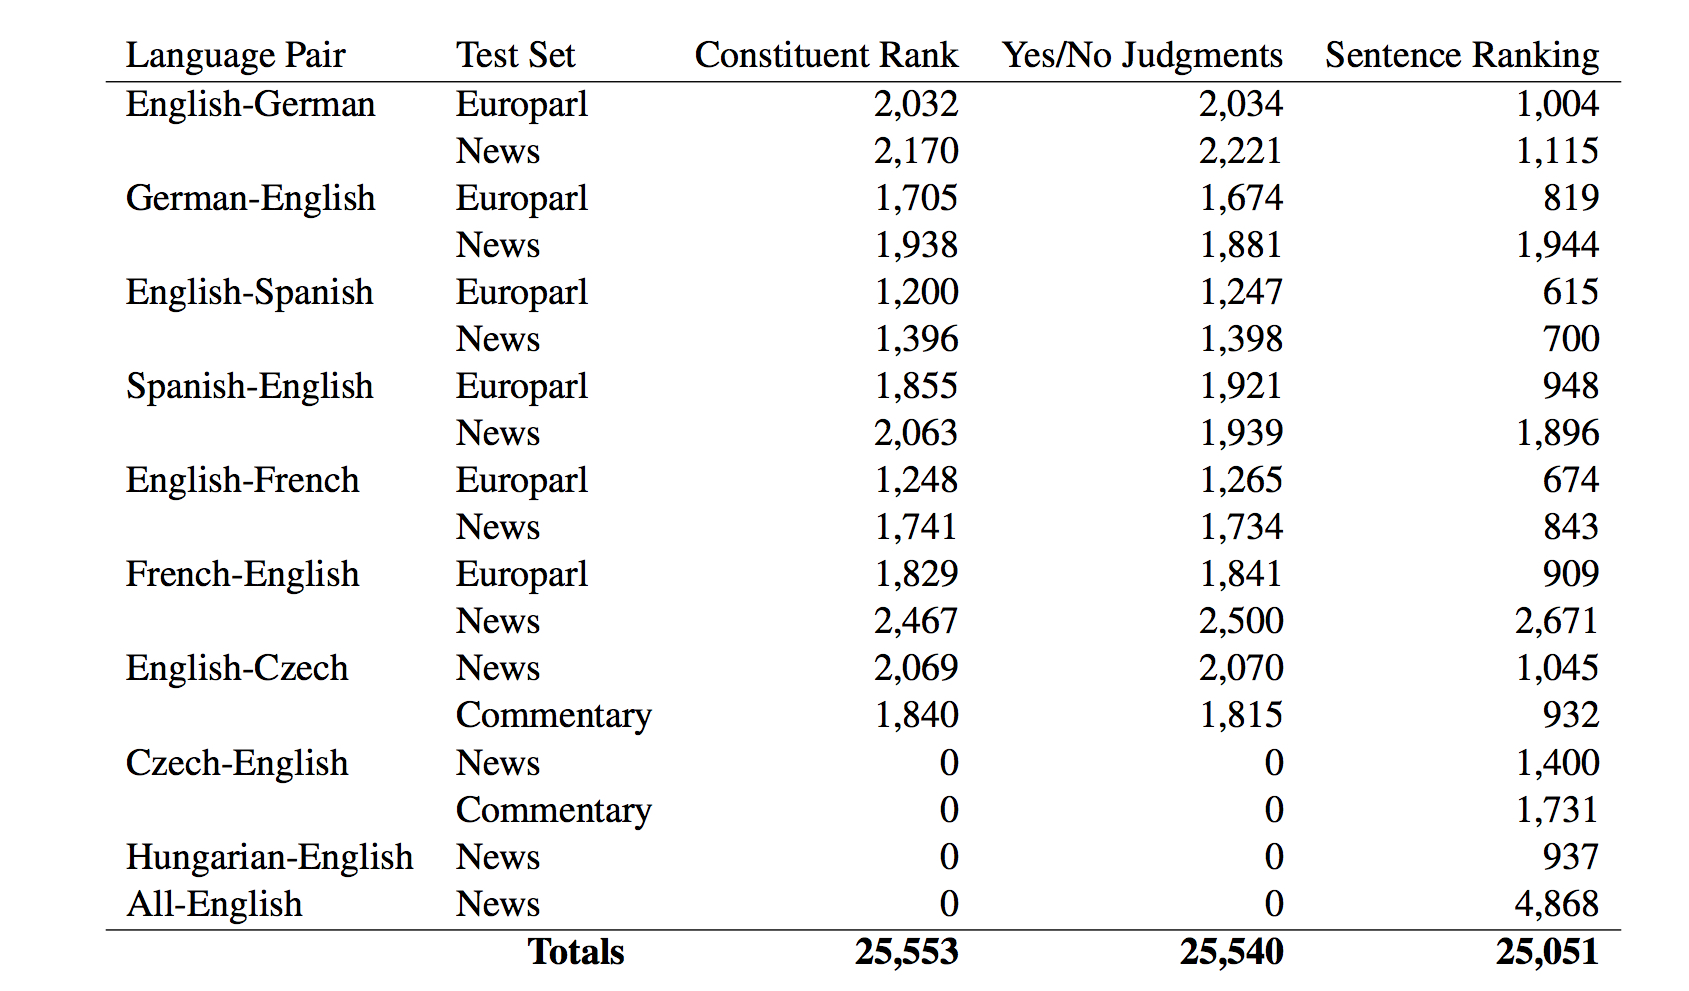 Language Pair Test Set Constituent Rank Yes/No Judgments Sentence Ranking
English-German Europarl 2,032 2,034 1,004
News 2,170 2,221 1,115
German-English Europarl 1,705 1,674 819
News 1,938 1,881 1,944
English-Spanish Europarl 1,200 1,247 615
News 1,396 1,398 700
Spanish-English Europarl 1,855 1,921 948
News 2,063 1,939 1,896
English-French Europarl 1,248 1,265 674
News 1,741 1,734 843
French-English Europarl 1,829 1,841 909
News 2,467 2,500 2,671
English-Czech News 2,069 2,070 1,045
Commentary 1,840 1,815 932
Czech-English News 0 0 1,400
Commentary 0 0 1,731
Hungarian-English News 0 0 937
All-English News 0 0 4,868
Totals 25,553 25,540 25,051